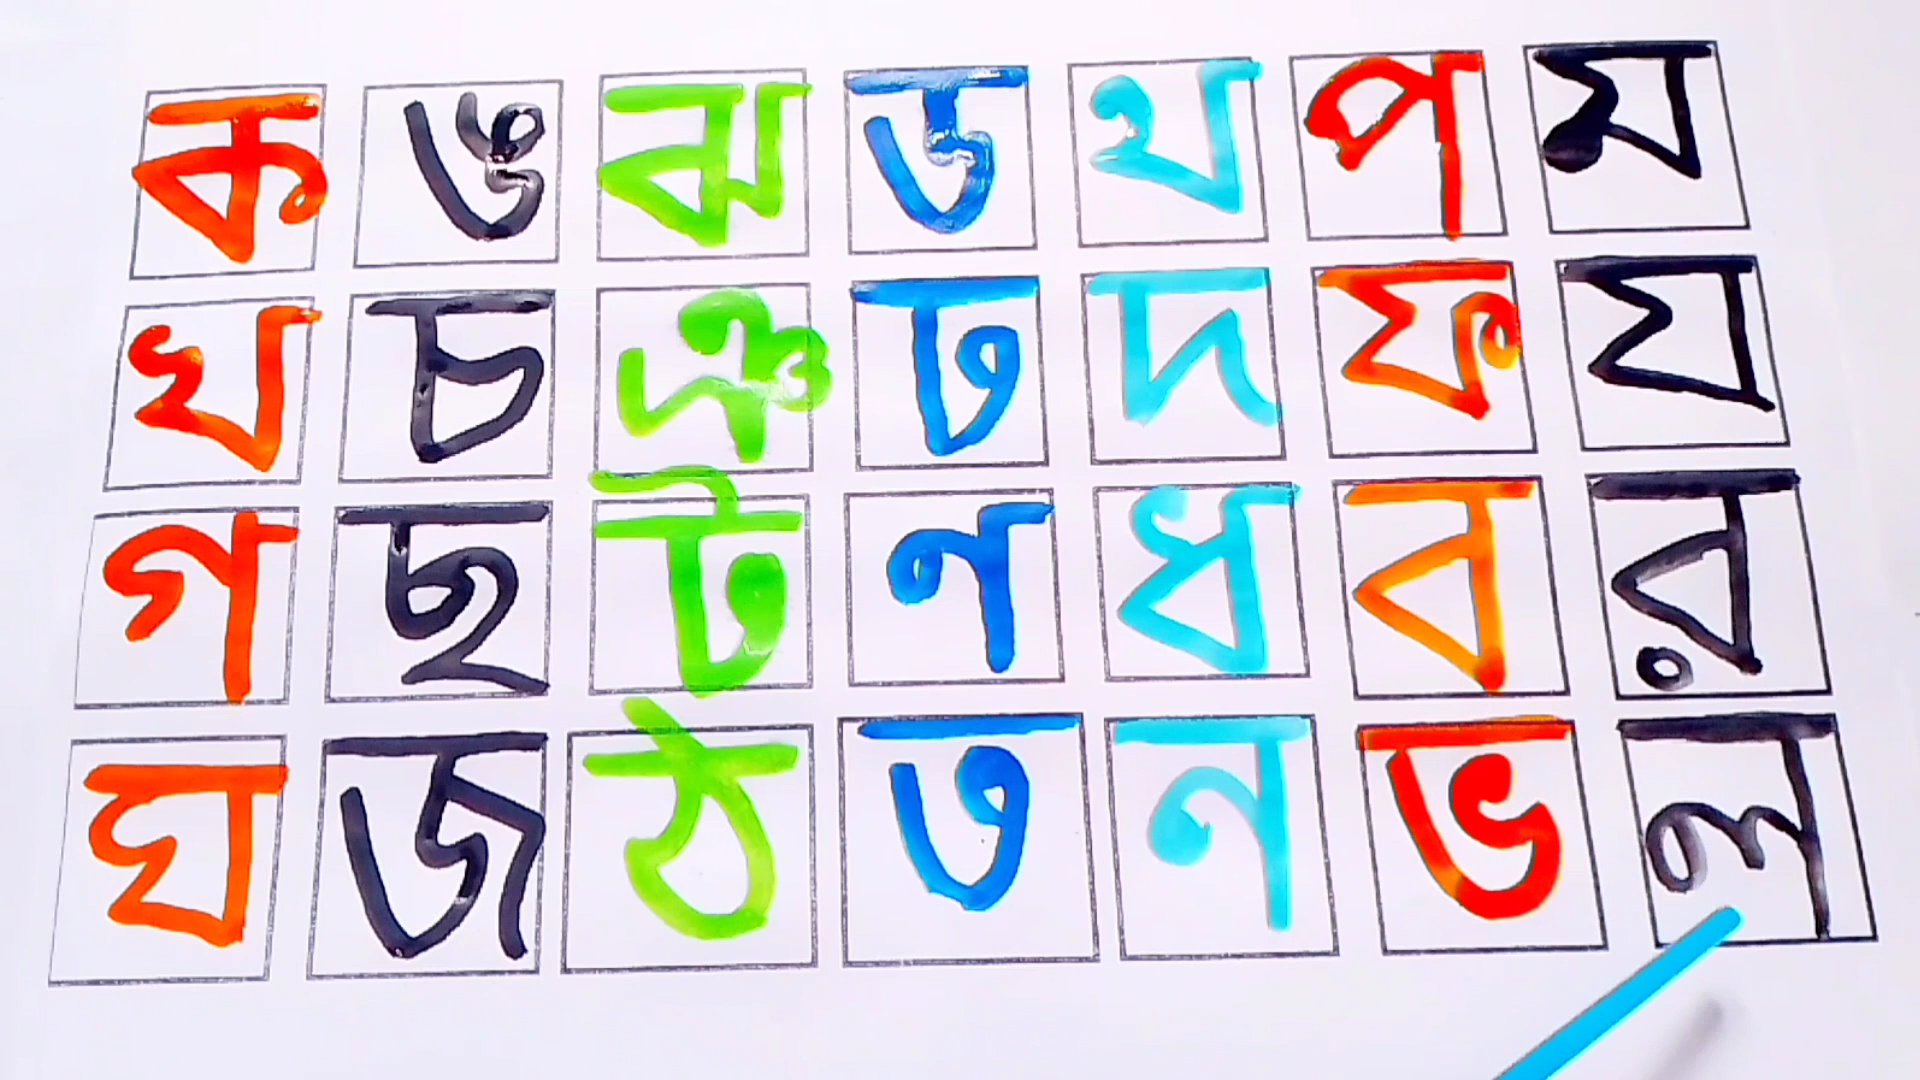 ক ঙ ঝ ড থ প ম
খ চ ঞ ঢ দ ফ য
গ ছ ট ণ ধ ব র
ঘ জ ঠ ত ন ভ ল